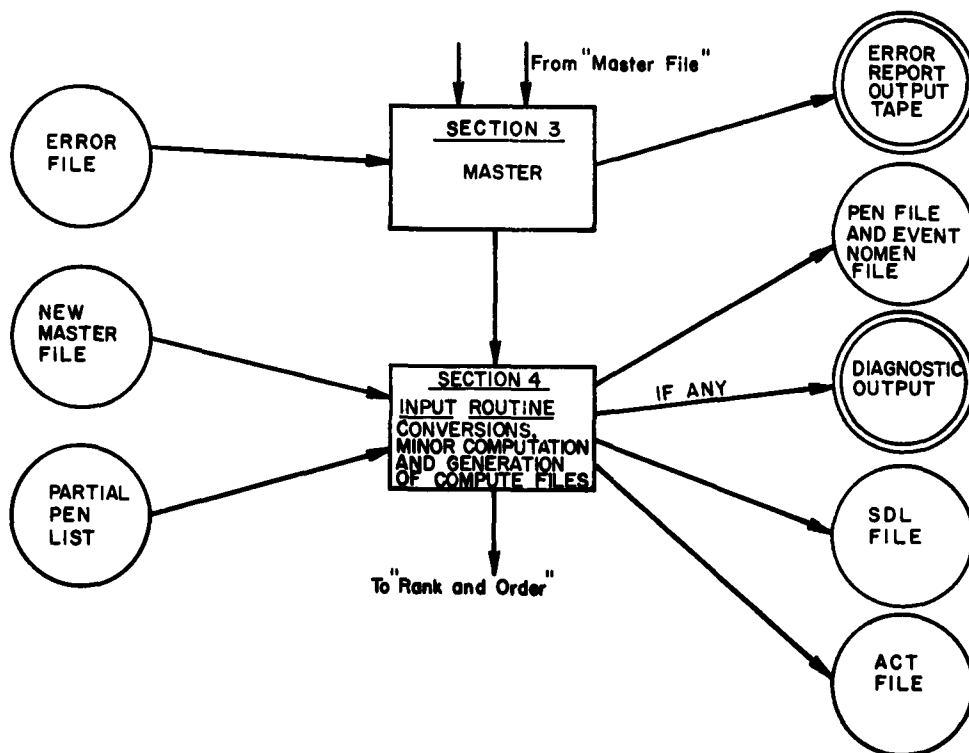 From "Master File"
ERROR
FILE
SECTION 3
MASTER
ERROR
REPORT
OUTPUT
TAPE
PEN FILE
AND EVENT
NOMEN
FILE
NEW
MASTER
FILE
SECTION 4
INPUT ROUTINE
CONVERSIONS,
MINOR COMPUTATION
AND GENERATION
OF COMPUTE FILES
IF ANY
DIAGNOSTIC
OUTPUT
PARTIAL
PEN
LIST
SDL
FILE
To "Rank and Order"
ACT
FILE